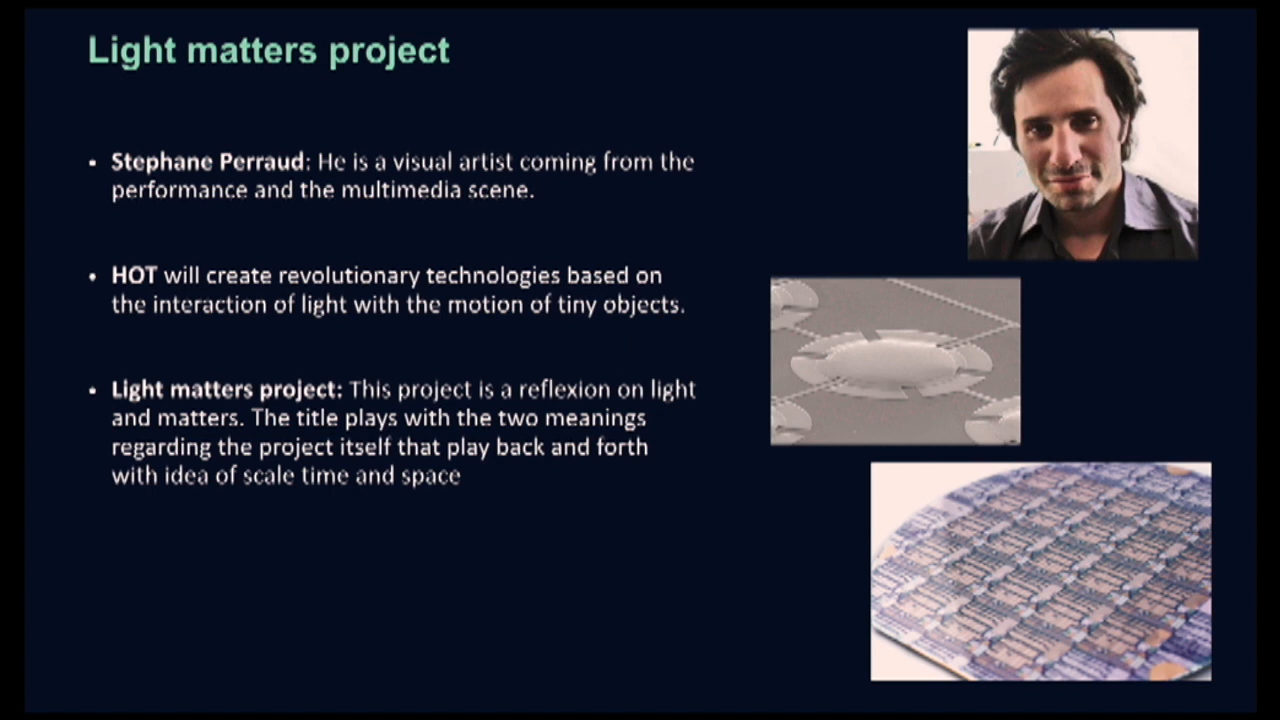 Light matters project
• Stephane Perraud: He is a visual artist coming from the
performance and the multimedia scene.
• HOT will create revolutionary technologies based on
the interaction of light with the motion of tiny objects.
• Light matters project: This project is a reflexion on light
and matters. The title plays with the two meanings
regarding the project itself that play back and forth
with idea of scale time and space